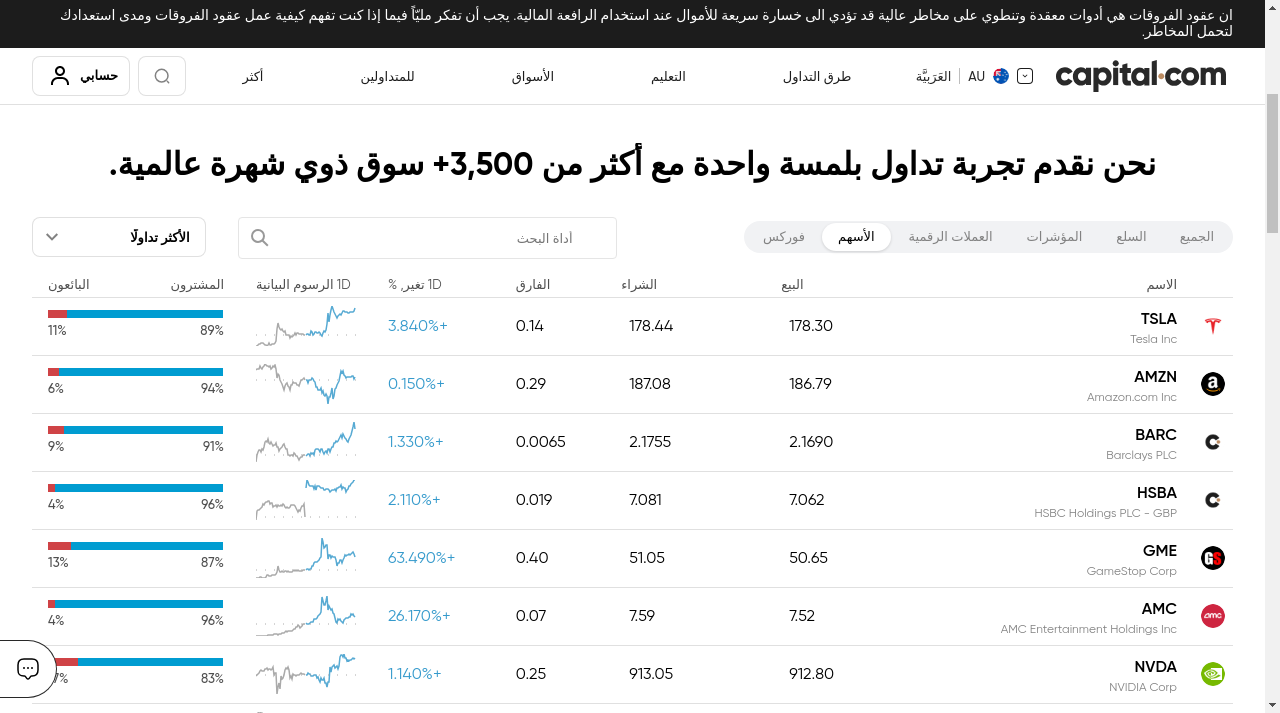 ان عقود الفروقات هي أدوات معقدة وتنطوي على مخاطر عالية قد تؤدي الى خسارة سريعة للأموال عند استخدام الرافعة المالية. يجب أن تفكر مليّاً فيما إذا كنت تفهم كيفية عمل عقود الفروقات ومدى استعدادك
لتحمل المخاطر.
capital.com AU العَرَبيَّة طرق التداول التعليم الأسواق للمتداولين أكثر حسابي
نحن نقدم تجربة تداول بلمسة واحدة مع أكثر من 3,500+ سوق ذوي شهرة عالمية.
الجميع السلع المؤشرات العملات الرقمية الأسهم فوركس أداة البحث الأكثر تداولًا
الاسم البيع الشراء الفارق 1D تغير, % 1D الرسوم البيانية المشترون البائعون
TSLA 178.30 178.44 0.14 3.840%+ 89% 11%
Tesla Inc
AMZN 186.79 187.08 0.29 0.150%+ 94% 6%
Amazon.com Inc
BARC 2.1690 2.1755 0.0065 1.330%+ 91% 9%
Barclays PLC
HSBA 7.062 7.081 0.019 2.110%+ 96% 4%
HSBC Holdings PLC - GBP
GME 50.65 51.05 0.40 63.490%+ 87% 13%
GameStop Corp
AMC 7.52 7.59 0.07 26.170%+ 96% 4%
AMC Entertainment Holdings Inc
NVDA 912.80 913.05 0.25 1.140%+ 83%
NVIDIA Corp